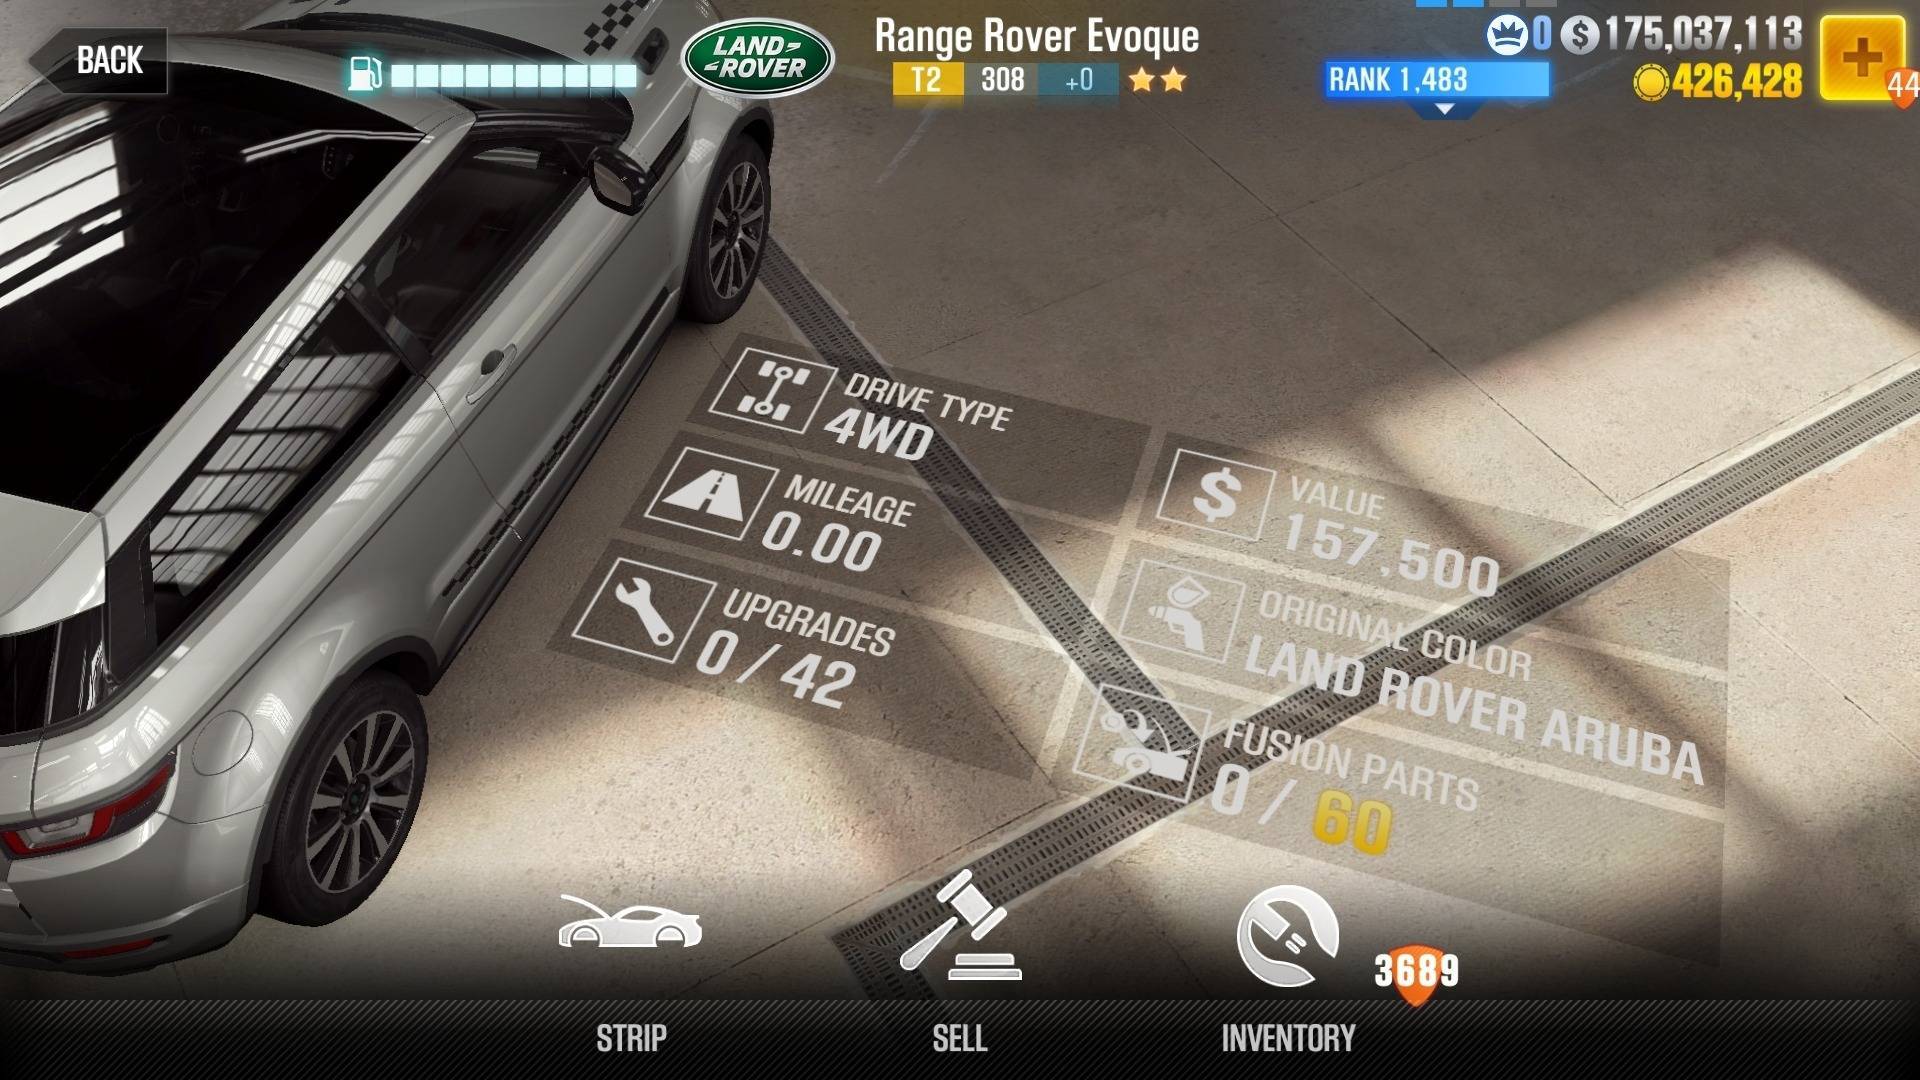 BACK
LAND-
-ROVER
Range Rover Evoque
T2 308 +0
RANK 1,483
0 $ 175,037,113
426,428
+
44
DRIVE TYPE
4WD
MILEAGE
0.00
UPGRADES
0 / 42
$
VALUE
157,500
ORIGINAL COLOR
LAND ROVER ARUBA
FUSION PARTS
0 / 60
3689
STRIP
SELL
INVENTORY